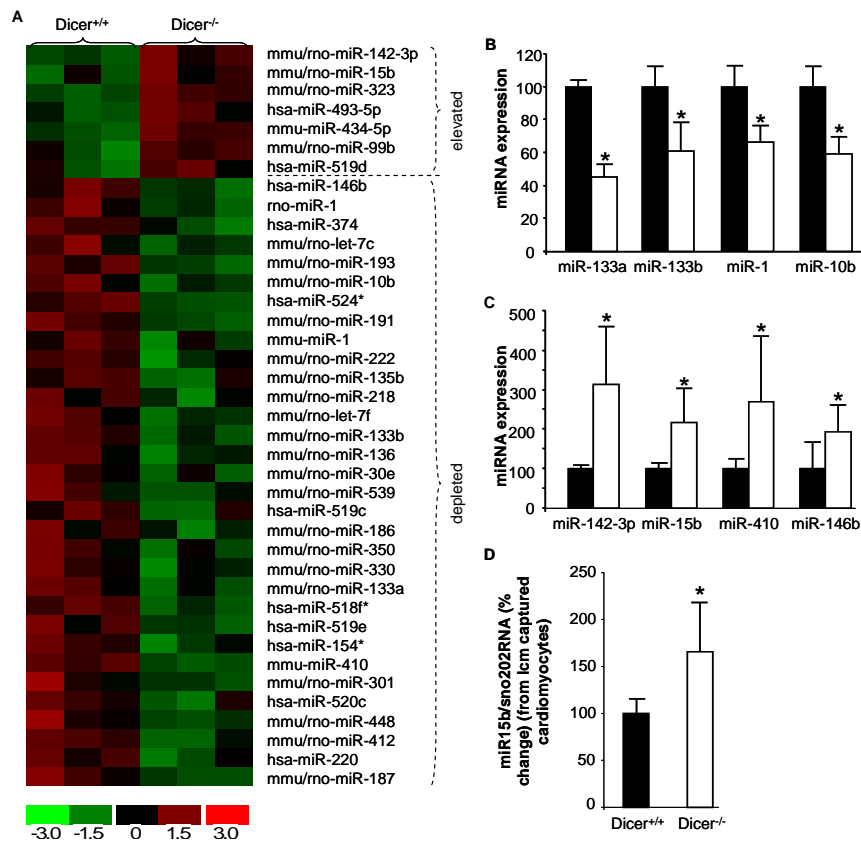 A
Dicer+/+ Dicer-/-
mmu/rno-miR-142-3p
mmu/rno-miR-15b
mmu/rno-miR-323
hsa-miR-493-5p
mmu-miR-434-5p
mmu/rno-miR-99b
hsa-miR-519d
hsa-miR-146b
rno-miR-1
hsa-miR-374
mmu/rno-let-7c
mmu/rno-miR-193
mmu/rno-miR-10b
hsa-miR-524*
mmu/rno-miR-191
mmu-miR-1
mmu/rno-miR-222
mmu/rno-miR-135b
mmu/rno-miR-218
mmu/rno-let-7f
mmu/rno-miR-133b
mmu/rno-miR-136
mmu/rno-miR-30e
mmu/rno-miR-539
hsa-miR-519c
mmu/rno-miR-186
mmu/rno-miR-350
mmu/rno-miR-330
mmu/rno-miR-133a
hsa-miR-518f*
hsa-miR-519e
hsa-miR-154*
mmu-miR-410
mmu/rno-miR-301
hsa-miR-520c
mmu/rno-miR-448
mmu/rno-miR-412
hsa-miR-220
mmu/rno-miR-187
elevated
depleted
-3.0 -1.5 0 1.5 3.0
B
miRNA expression
120
100
80
60
40
20
0
* * * *
miR-133a miR-133b miR-1 miR-10b
C
miRNA expression
500
400
300
200
100
0
* * * *
miR-142-3p miR-15b miR-410 miR-146b
D
miR15b/sno202RNA (%
change) (from lcm captured
cardiomyocytes)
250
200
150
100
50
0
*
Dicer+/+ Dicer-/-